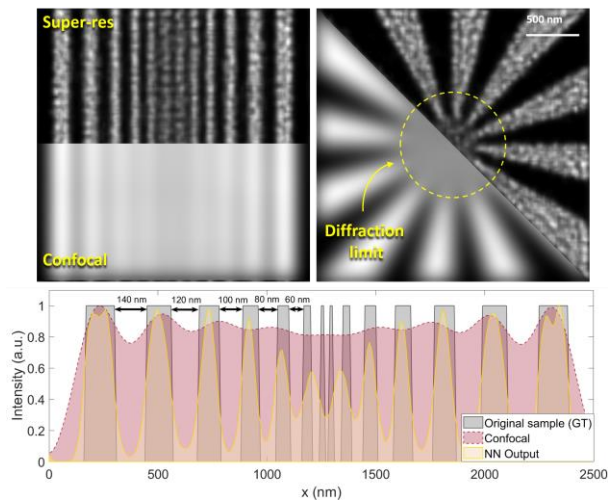 Super-res
Confocal
500 nm
Diffraction
limit
140 nm
120 nm
100 nm
80 nm
60 nm
1
0.8
0.6
0.4
0.2
0
Intensity (a.u.)
Original sample (GT)
Confocal
NN Output
0 500 1000 1500 2000 2500
x (nm)